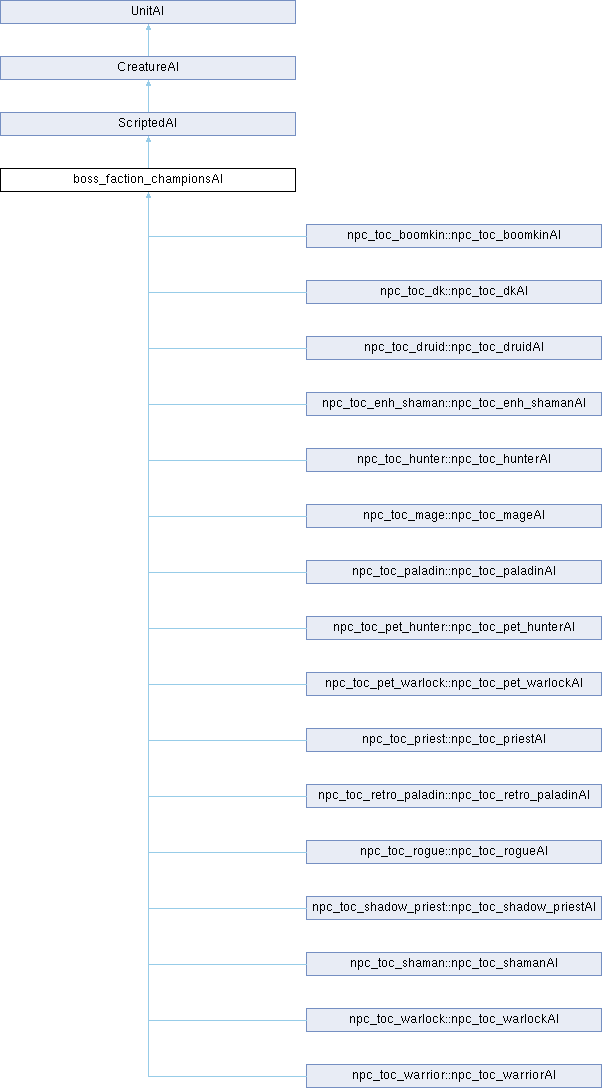 UnitAI
CreatureAI
ScriptedAI
boss_faction_championsAI
npc_toc_boomkin::npc_toc_boomkinAI
npc_toc_dk::npc_toc_dkAI
npc_toc_druid::npc_toc_druidAI
npc_toc_enh_shaman::npc_toc_enh_shamanAI
npc_toc_hunter::npc_toc_hunterAI
npc_toc_mage::npc_toc_mageAI
npc_toc_paladin::npc_toc_paladinAI
npc_toc_pet_hunter::npc_toc_pet_hunterAI
npc_toc_pet_warlock::npc_toc_pet_warlockAI
npc_toc_priest::npc_toc_priestAI
npc_toc_retro_paladin::npc_toc_retro_paladinAI
npc_toc_rogue::npc_toc_rogueAI
npc_toc_shadow_priest::npc_toc_shadow_priestAI
npc_toc_shaman::npc_toc_shamanAI
npc_toc_warlock::npc_toc_warlockAI
npc_toc_warrior::npc_toc_warriorAI